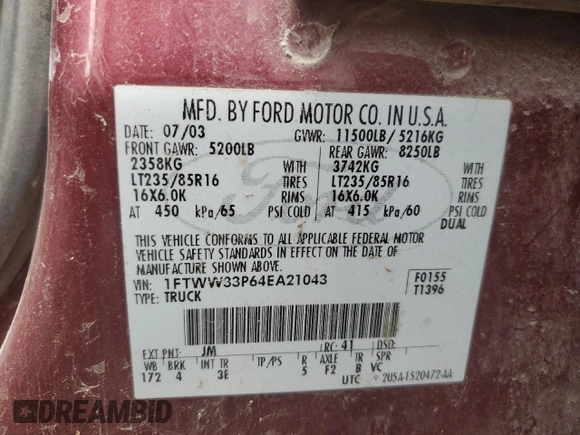 MFD. BY FORD MOTOR CO. IN U.S.A.
DATE: 07/03 GVWR: 11500LB/ 5216KG
FRONT GAWR: 5200LB REAR GAWR: 8250LB
2358KG WITH 3742KG WITH
LT235/85R16 TIRES LT235/85R16 TIRES
16X6.0K RIMS 16X6.0K RIMS
AT 450 kPa/65 PSI COLD AT 415 kPa/60 PSI COLD
DUAL
Ford
THIS VEHICLE CONFORMS TO ALL APPLICABLE FEDERAL MOTOR
VEHICLE SAFETY STANDARDS IN EFFECT ON THE DATE OF
MANUFACTURE SHOWN ABOVE.
VIN: 1FTWW33P64EA21043 F0155
TYPE: TRUCK T1396
EXT PNT: JM RC: 41 DSO:
WB BRK INT TR TP/PS R AXLE TR SPR
172 4 3E 5 F2 B VC
UTC 2U5A-1520472-AA
DREAMBID